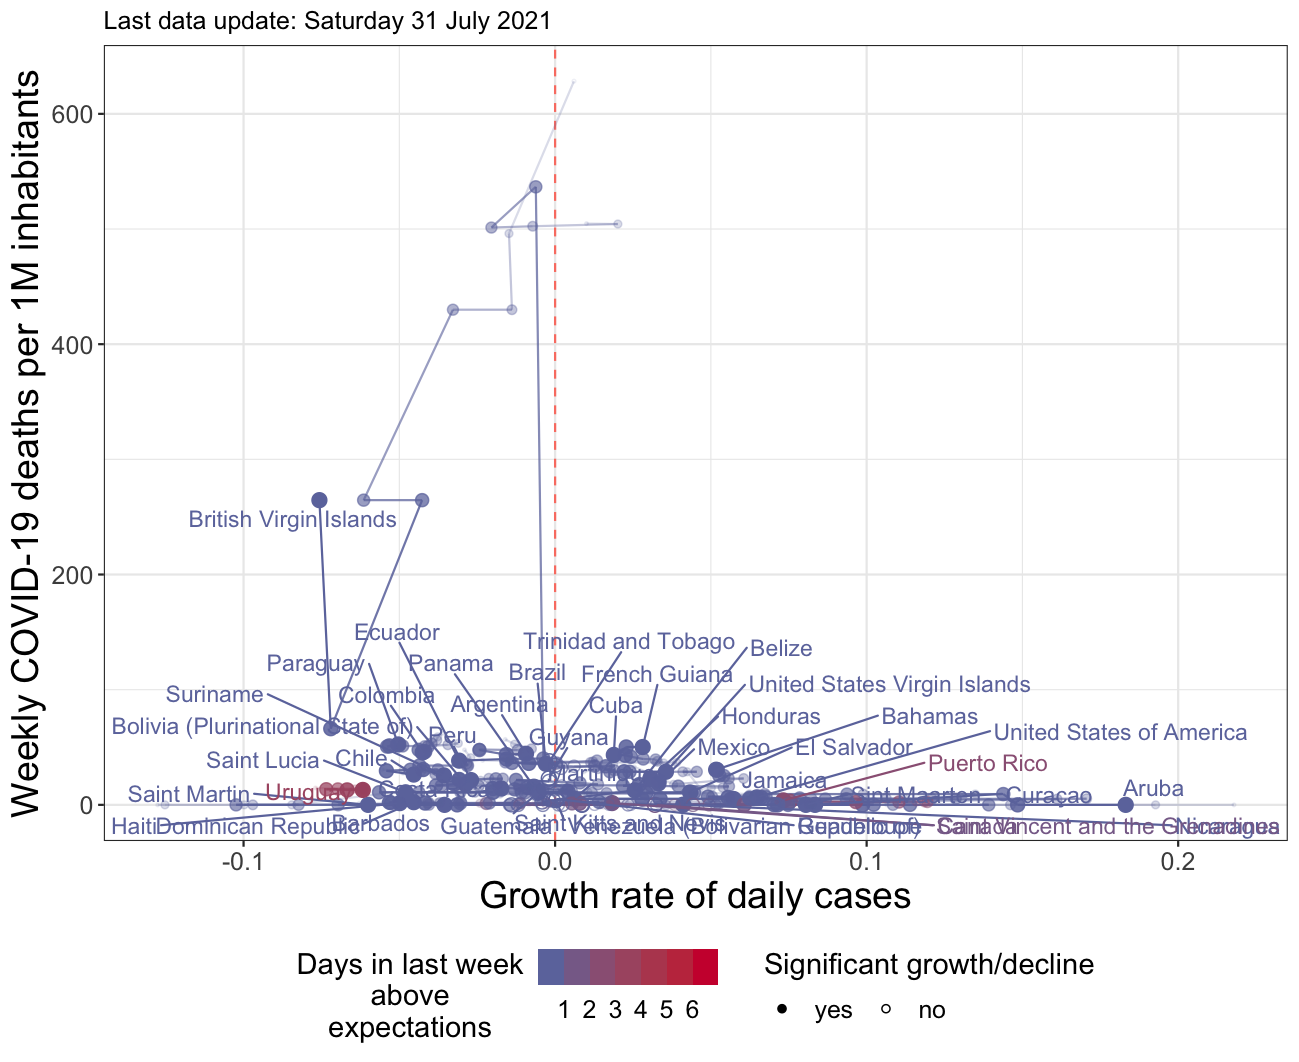 Last data update: Saturday 31 July 2021
Weekly COVID-19 deaths per 1M inhabitants
600
400
200
0
British Virgin Islands
Ecuador
Trinidad and Tobago
Belize
Paraguay
Panama
Brazil
French Guiana
United States Virgin Islands
Suriname
Colombia
Argentina
Cuba
Honduras
Bahamas
Bolivia (Plurinational State of)
Peru
Guyana
Mexico
El Salvador
United States of America
Saint Lucia
Chile
Martinique
Jamaica
Puerto Rico
Saint Martin
Uruguay
Sint Maarten
Curaçao
Aruba
Haiti
Dominican Republic
Barbados
Guatemala
Saint Kitts and Nevis
Venezuela (Bolivarian Republic of)
Guadeloupe
Canada
Saint Vincent and the Grenadines
Nicaragua
-0.1
0.0
0.1
0.2
Growth rate of daily cases
Days in last week
above
expectations
1 2 3 4 5 6
Significant growth/decline
yes
no